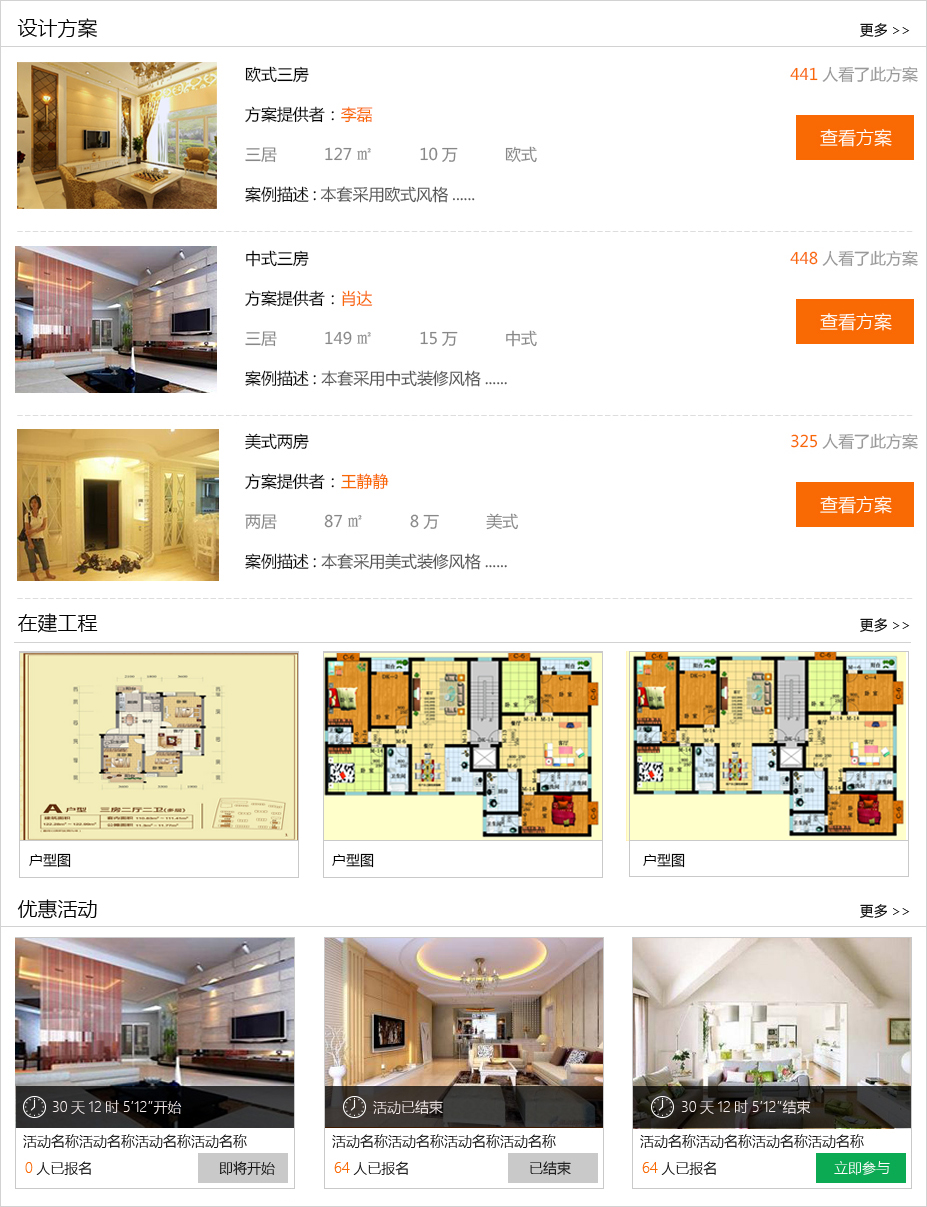 设计方案 更多 >>
欧式三房 441 人看了此方案
方案提供者：李磊
查看方案
三居 127 ㎡ 10 万 欧式
案例描述 : 本套采用欧式风格 ......
中式三房 448 人看了此方案
方案提供者：肖达
查看方案
三居 149 ㎡ 15 万 中式
案例描述 : 本套采用中式装修风格 ......
美式两房 325 人看了此方案
方案提供者：王静静
查看方案
两居 87 ㎡ 8 万 美式
案例描述 : 本套采用美式装修风格 ......
在建工程 更多 >>
A 户型 三房二厅二卫(多层)
户型图 户型图 户型图
优惠活动 更多 >>
30 天 12 时 5’12”开始 活动已结束 30 天 12 时 5’12”结束
活动名称活动名称活动名称活动名称 活动名称活动名称活动名称活动名称 活动名称活动名称活动名称活动名称
0 人已报名 即将开始 64 人已报名 已结束 64 人已报名 立即参与